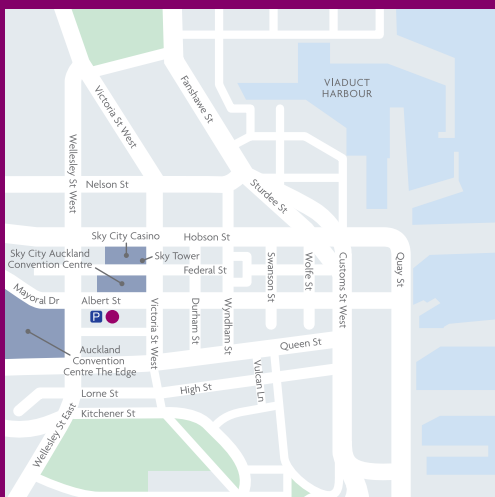 VIADUCT
HARBOUR
Fanshawe St
Victoria St West
Wellesley St West
Nelson St
Sturdee St
Sky City Casino
Hobson St
Sky City Auckland
Convention Centre
Sky Tower
Federal St
Swanson St
Wolfe St
Customs St West
Quay St
Mayoral Dr
Albert St
P
Victoria St West
Durham St
Wyndham St
Queen St
Auckland
Convention
Centre The Edge
Vulcan Ln
High St
Lorne St
Kitchener St
Wellesley St East